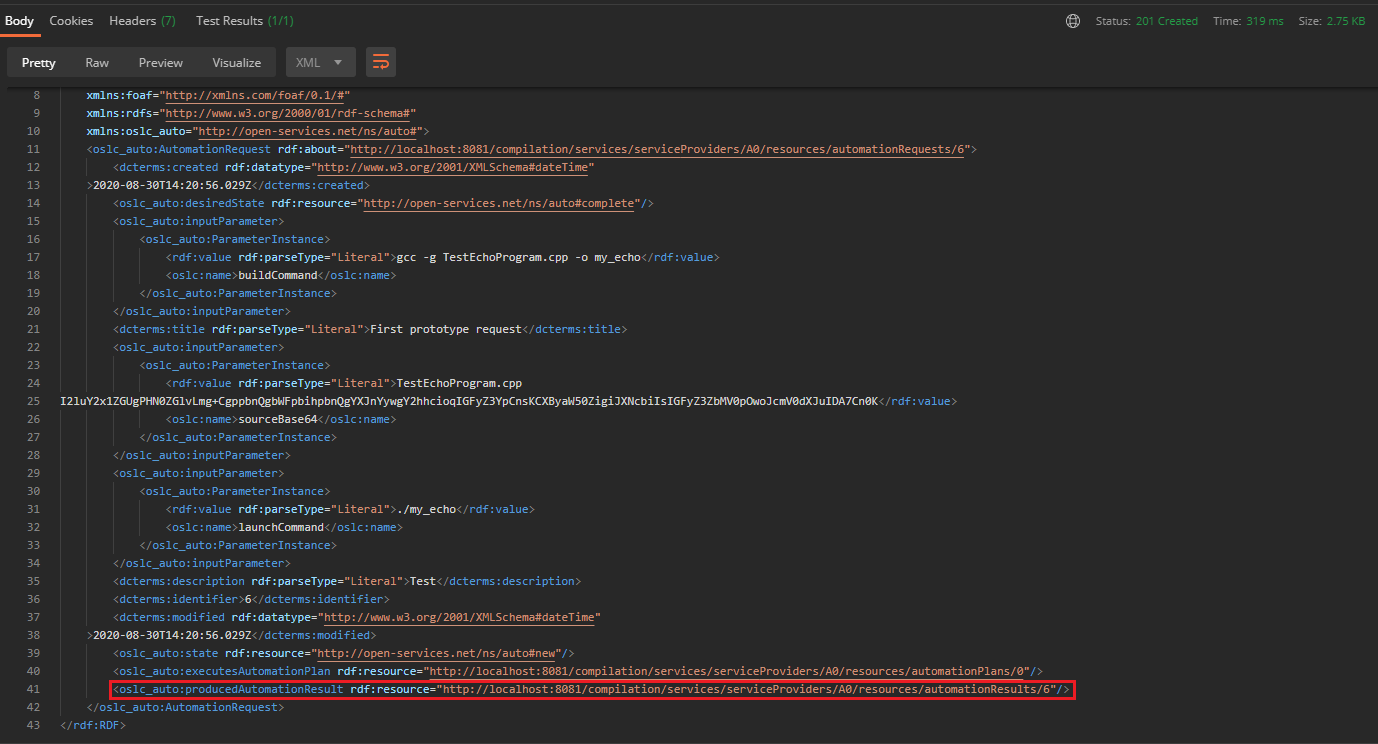 Body Cookies Headers (7) Test Results (1/1) Status: 201 Created Time: 319 ms Size: 2.75 KB
Pretty Raw Preview Visualize XML
8 xmlns:foaf="http://xmlns.com/foaf/0.1/#"
9 xmlns:rdfs="http://www.w3.org/2000/01/rdf-schema#"
10 xmlns:oslc_auto="http://open-services.net/ns/auto#">
11 <oslc_auto:AutomationRequest rdf:about="http://localhost:8081/compilation/services/serviceProviders/A0/resources/automationRequests/6">
12 <dcterms:created rdf:datatype="http://www.w3.org/2001/XMLSchema#dateTime"
13 >2020-08-30T14:20:56.029Z</dcterms:created>
14 <oslc_auto:desiredState rdf:resource="http://open-services.net/ns/auto#complete"/>
15 <oslc_auto:inputParameter>
16 <oslc_auto:ParameterInstance>
17 <rdf:value rdf:parseType="Literal">gcc -g TestEchoProgram.cpp -o my_echo</rdf:value>
18 <oslc:name>buildCommand</oslc:name>
19 </oslc_auto:ParameterInstance>
20 </oslc_auto:inputParameter>
21 <dcterms:title rdf:parseType="Literal">First prototype request</dcterms:title>
22 <oslc_auto:inputParameter>
23 <oslc_auto:ParameterInstance>
24 <rdf:value rdf:parseType="Literal">TestEchoProgram.cpp
25 I2luY2x1ZGUgPHN0ZGlvLmg+CgppbnQgbWFpbihpbnQgYXJnYywgY2hhcioqIGFyZ3YpCnsKCXByaW50ZigiJXNcbiIsIGFyZ3ZbMV0pOwoJcmV0dXJuIDA7Cn0K</rdf:value>
26 <oslc:name>sourceBase64</oslc:name>
27 </oslc_auto:ParameterInstance>
28 </oslc_auto:inputParameter>
29 <oslc_auto:inputParameter>
30 <oslc_auto:ParameterInstance>
31 <rdf:value rdf:parseType="Literal">./my_echo</rdf:value>
32 <oslc:name>launchCommand</oslc:name>
33 </oslc_auto:ParameterInstance>
34 </oslc_auto:inputParameter>
35 <dcterms:description rdf:parseType="Literal">Test</dcterms:description>
36 <dcterms:identifier>6</dcterms:identifier>
37 <dcterms:modified rdf:datatype="http://www.w3.org/2001/XMLSchema#dateTime"
38 >2020-08-30T14:20:56.029Z</dcterms:modified>
39 <oslc_auto:state rdf:resource="http://open-services.net/ns/auto#new"/>
40 <oslc_auto:executesAutomationPlan rdf:resource="http://localhost:8081/compilation/services/serviceProviders/A0/resources/automationPlans/0"/>
41 <oslc_auto:producedAutomationResult rdf:resource="http://localhost:8081/compilation/services/serviceProviders/A0/resources/automationResults/6"/>
42 </oslc_auto:AutomationRequest>
43 </rdf:RDF>